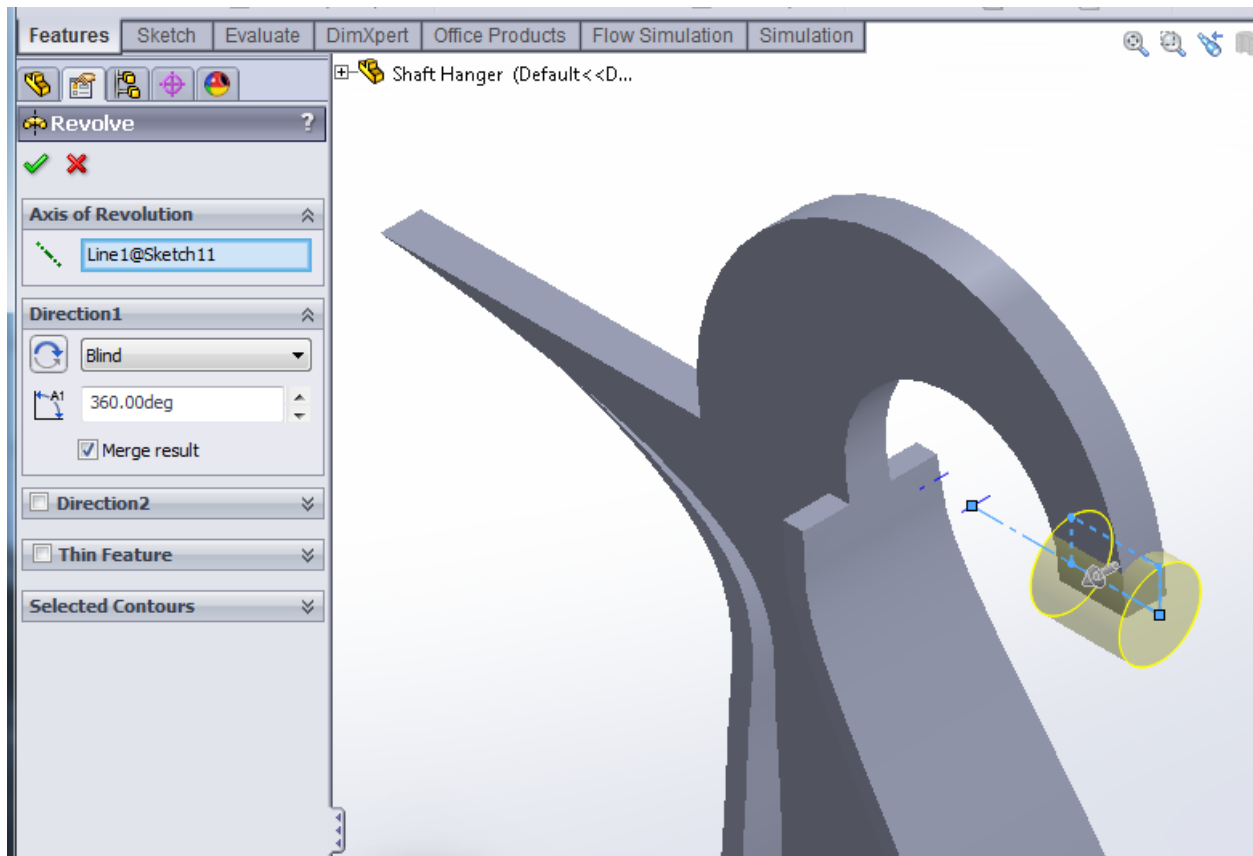 Features Sketch Evaluate DimXpert Office Products Flow Simulation Simulation
Shaft Hanger (Default<<D...
Revolve ?
Axis of Revolution
Line1@Sketch11
Direction1
Blind
A1
360.00deg
Merge result
Direction2
Thin Feature
Selected Contours